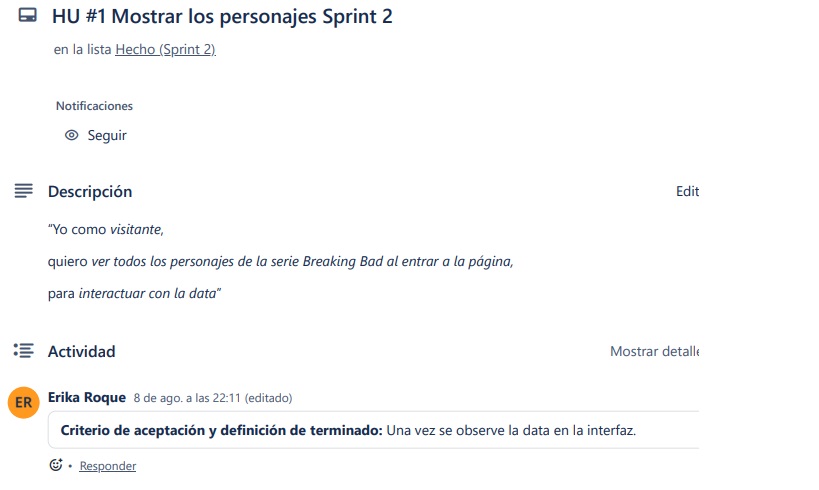 HU #1 Mostrar los personajes Sprint 2
en la lista Hecho (Sprint 2)
Notificaciones
Seguir
Descripción
Edit
“Yo como visitante,
quiero ver todos los personajes de la serie Breaking Bad al entrar a la página,
para interactuar con la data”
Actividad
Mostrar detalle
ER
Erika Roque 8 de ago. a las 22:11 (editado)
Criterio de aceptación y definición de terminado: Una vez se observe la data en la interfaz.
• Responder